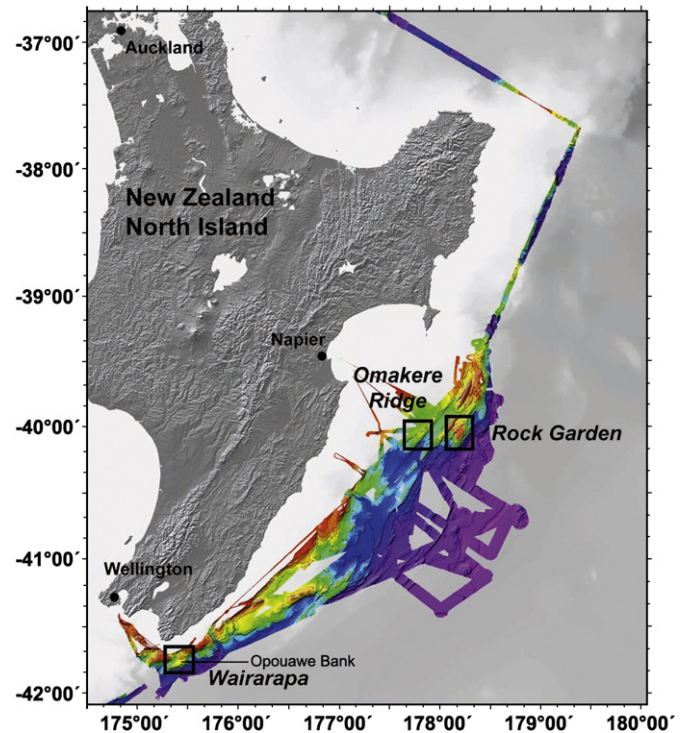 -37°00´
Auckland
-38°00´
New Zealand
North Island
-39°00´
Napier
Omakere
Ridge
-40°00´
Rock Garden
-41°00´
Wellington
Opouawe Bank
Wairarapa
-42°00´
175°00´ 176°00´ 177°00´ 178°00´ 179°00´ 180°00´